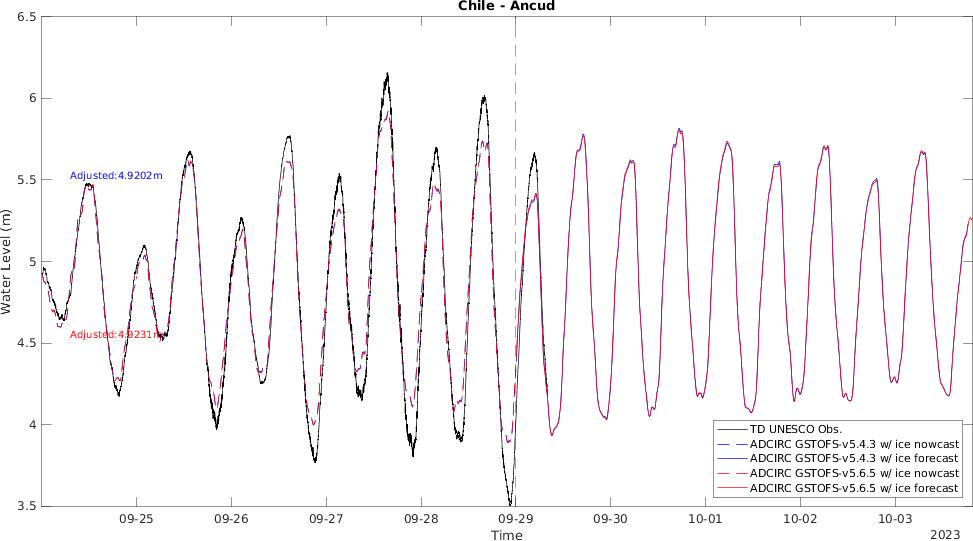 Chile - Ancud
6.5
6
5.5
5
4.5
4
3.5
Water Level (m)
Adjusted:4.9202m
Adjusted:4.9231m
TD UNESCO Obs.
ADCIRC GSTOFS-v5.4.3 w/ ice nowcast
ADCIRC GSTOFS-v5.4.3 w/ ice forecast
ADCIRC GSTOFS-v5.6.5 w/ ice nowcast
ADCIRC GSTOFS-v5.6.5 w/ ice forecast
09-25 09-26 09-27 09-28 09-29 09-30 10-01 10-02 10-03
Time
2023